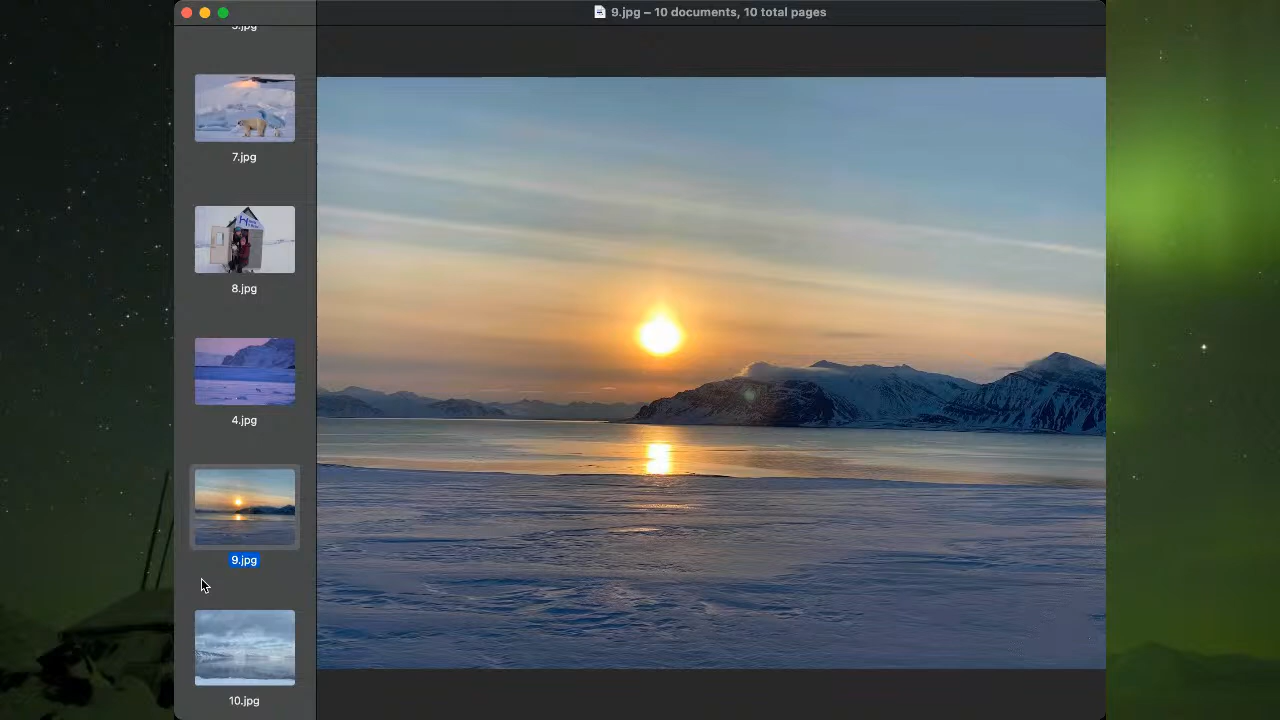 9.jpg – 10 documents, 10 total pages
7.jpg
8.jpg
4.jpg
9.jpg
10.jpg